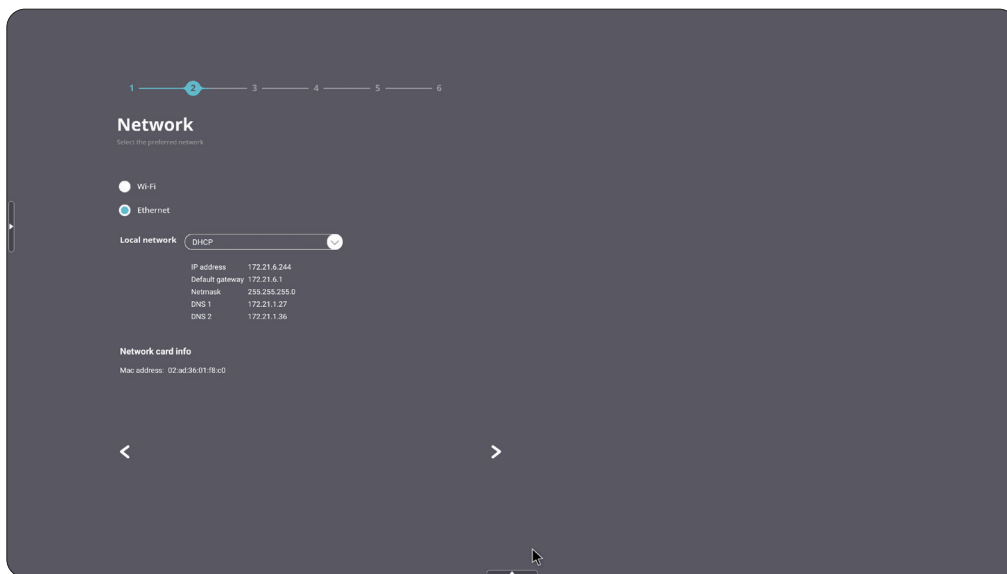 1 2 3 4 5 6
Network
Select the preferred network
Wi-Fi
Ethernet
Local network DHCP
IP address 172.21.6.244
Default gateway 172.21.6.1
Netmask 255.255.255.0
DNS 1 172.21.1.27
DNS 2 172.21.1.36
Network card info
Mac address: 02:ad:36:01:f8:c0